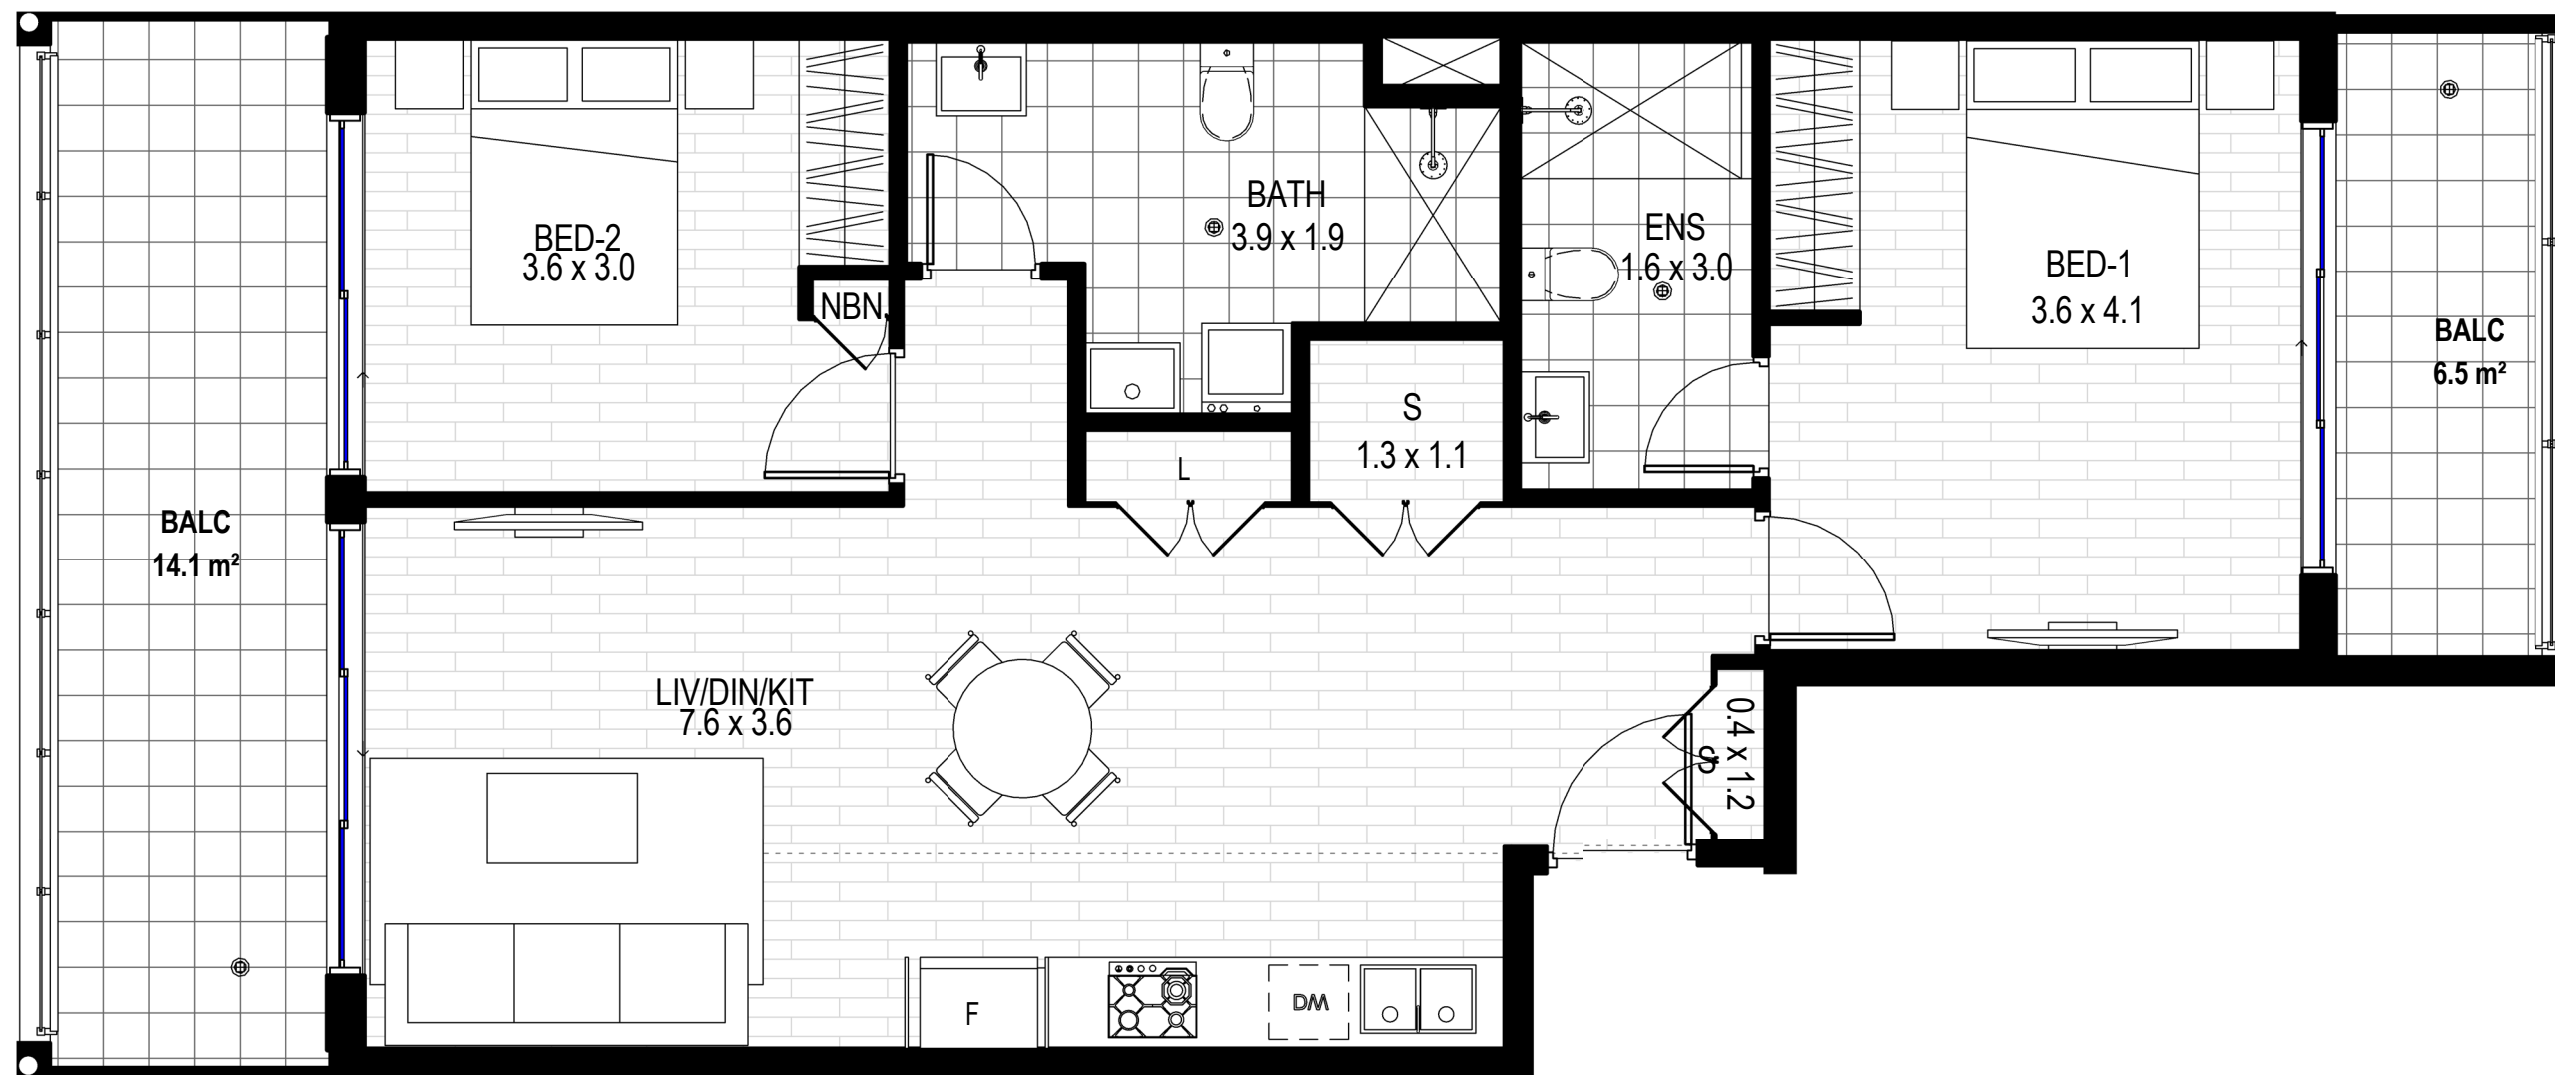 BED-2
3.6 x 3.0
NBN
BATH
3.9 x 1.9
ENS
1.6 x 3.0
BED-1
3.6 x 4.1
BALC
6.5 m²
S
1.3 x 1.1
L
BALC
14.1 m²
LIV/DIN/KIT
7.6 x 3.6
0.4 x 1.2
S
F
DW